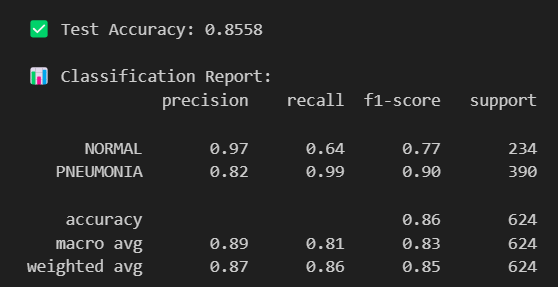 ✅ Test Accuracy: 0.8558
📊 Classification Report:
precision recall f1-score support
NORMAL 0.97 0.64 0.77 234
PNEUMONIA 0.82 0.99 0.90 390
accuracy 0.86 624
macro avg 0.89 0.81 0.83 624
weighted avg 0.87 0.86 0.85 624